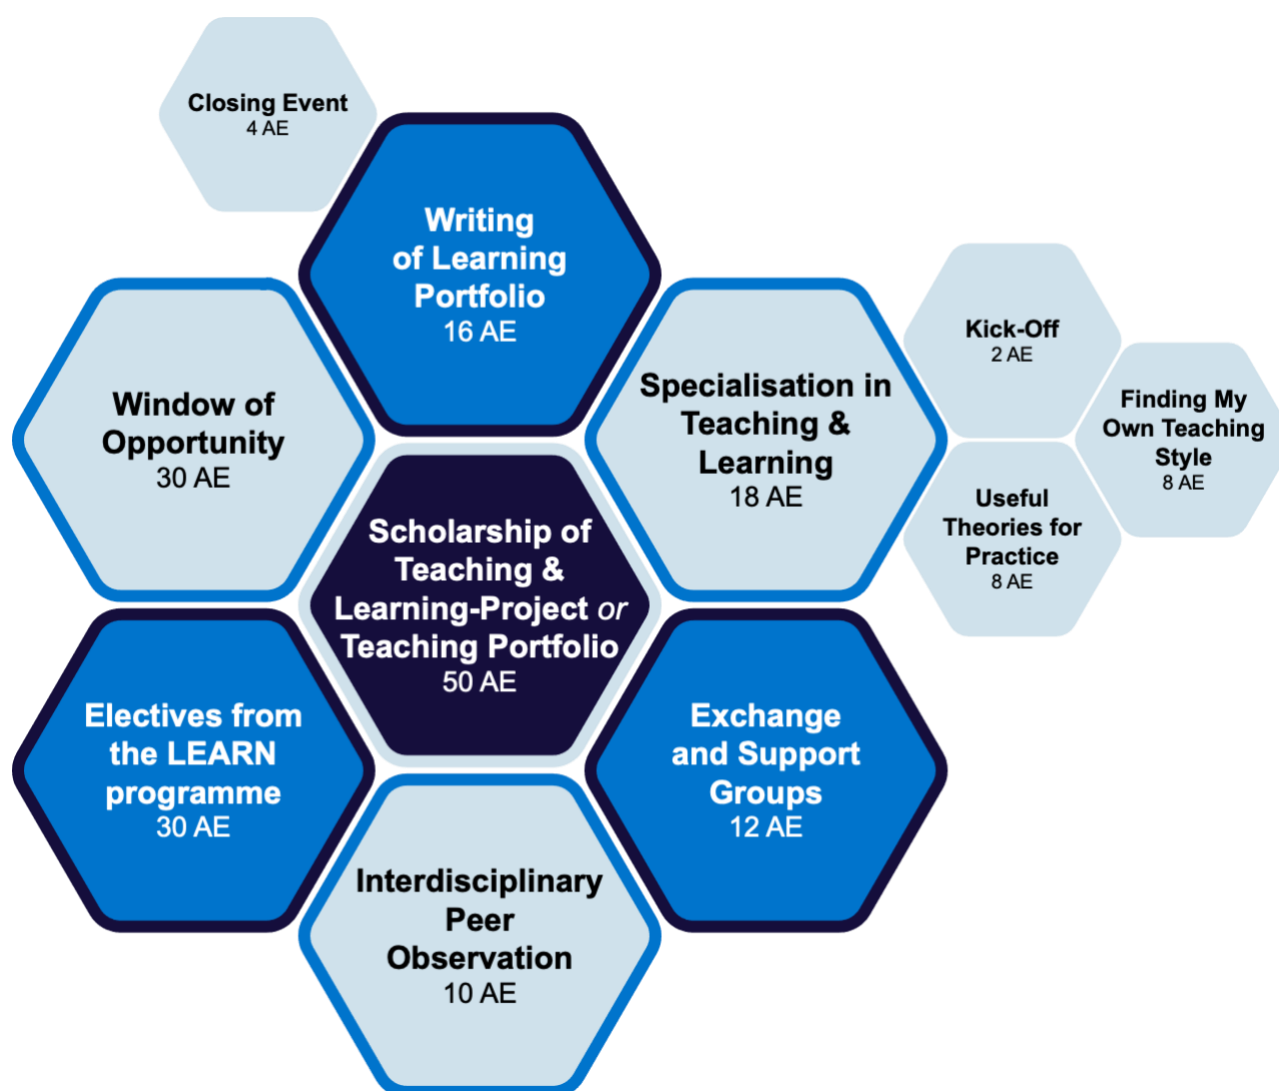 Closing Event
4 AE
Writing
of Learning
Portfolio
16 AE
Window of
Opportunity
30 AE
Specialisation in
Teaching &
Learning
18 AE
Kick-Off
2 AE
Finding My
Own Teaching
Style
8 AE
Useful
Theories for
Practice
8 AE
Scholarship of
Teaching &
Learning-Project or
Teaching Portfolio
50 AE
Electives from
the LEARN
programme
30 AE
Exchange
and Support
Groups
12 AE
Interdisciplinary
Peer
Observation
10 AE